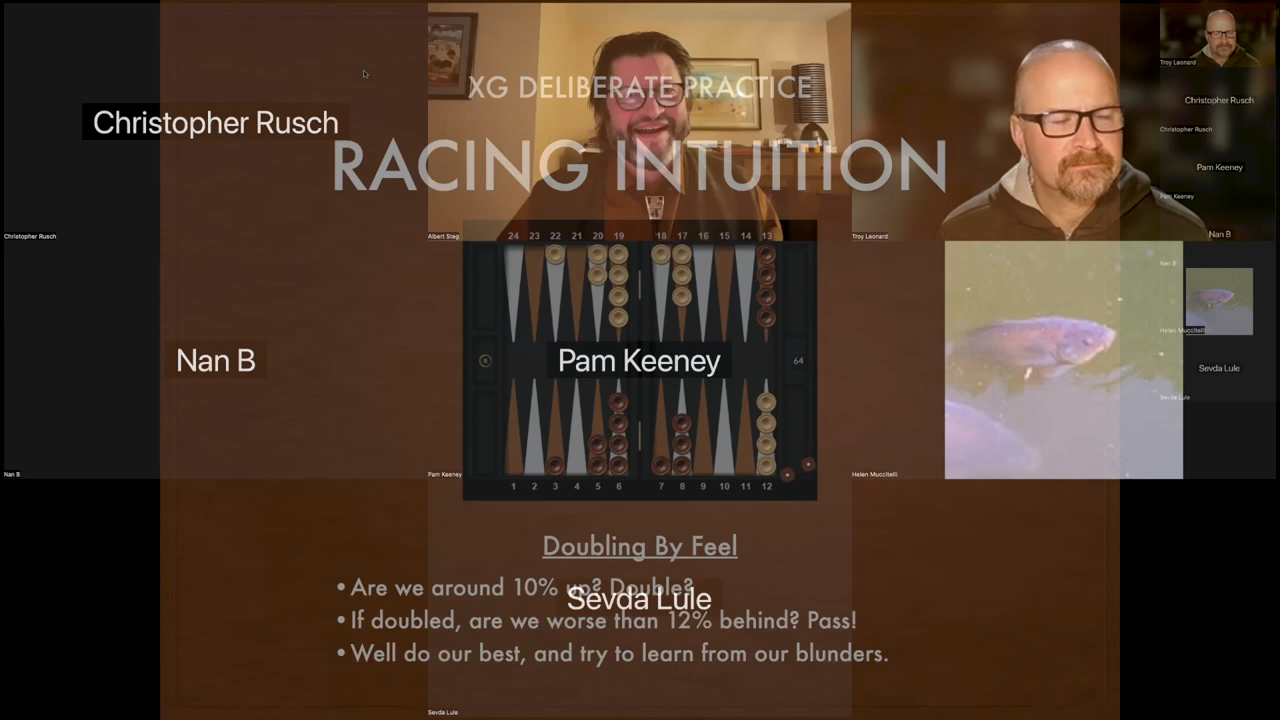 XG DELIBERATE PRACTICE
RACING INTUITION
Christopher Rusch
Christopher Rusch
Albert Steg
Troy Leonard
Troy Leonard
Christopher Rusch
Christopher Rusch
Pam Keeney
Pam Keeney
Nan B
Nan B
Helen Muccitelli
Sevda Lule
Sevda Lule
24 23 22 21 20 19 18 17 16 15 14 13
64
Nan B
Pam Keeney
1 2 3 4 5 6 7 8 9 10 11 12
Nan B
Pam Keeney
Helen Muccitelli
Doubling By Feel
• Are we around 10% up? Double?
Sevda Lule
• If doubled, are we worse than 12% behind? Pass!
• Well do our best, and try to learn from our blunders.
Sevda Lule